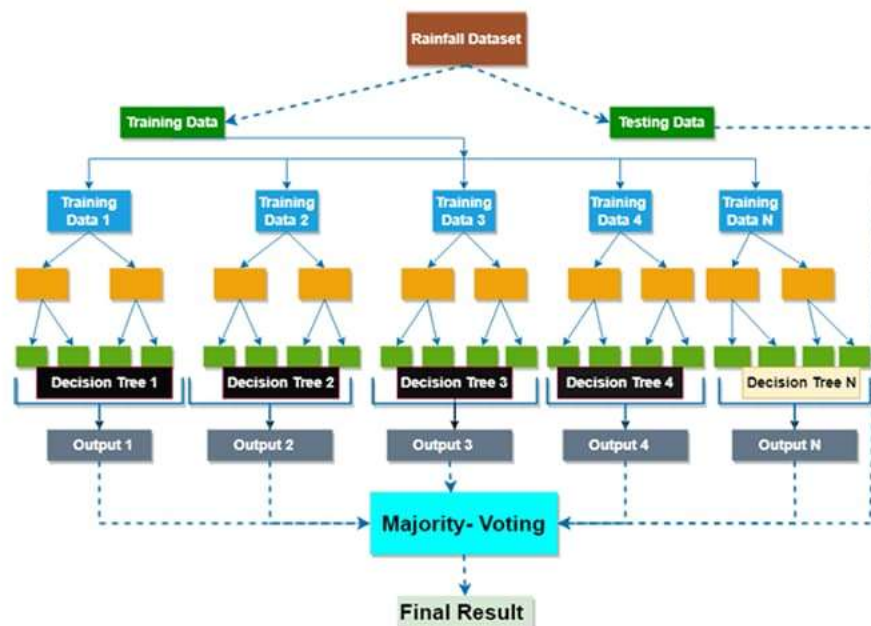 Rainfall Dataset
Training Data
Testing Data
Training
Data 1
Training
Data 2
Training
Data 3
Training
Data 4
Training
Data N
Decision Tree 1
Decision Tree 2
Decision Tree 3
Decision Tree 4
Decision Tree N
Output 1
Output 2
Output 3
Output 4
Output N
Majority- Voting
Final Result